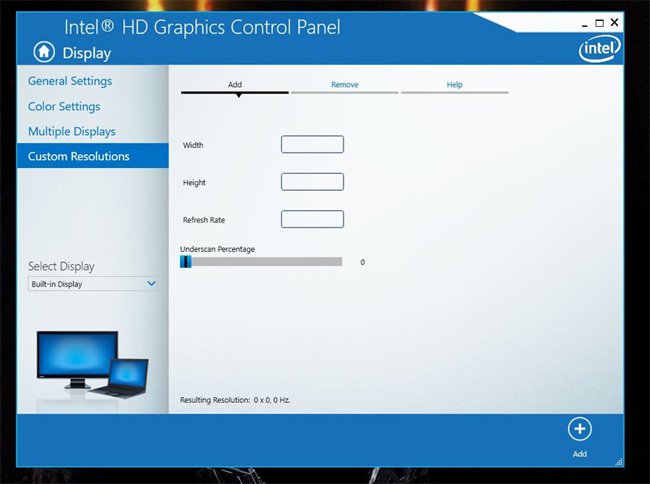 Intel® HD Graphics Control Panel
Display
intel
General Settings
Color Settings
Multiple Displays
Custom Resolutions
Select Display
Built-in Display
Add Remove Help
Width
Height
Refresh Rate
Underscan Percentage
0
Resulting Resolution: 0 x 0, 0 Hz.
Add